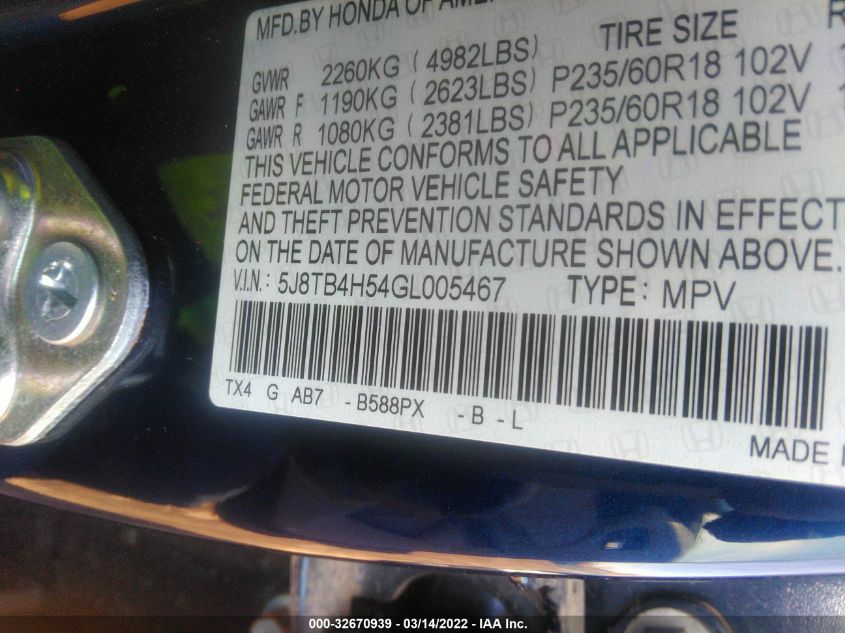 MFD.BY HONDA OF AMER
TIRE SIZE R
GVWR 2260KG ( 4982LBS)
GAWR F 1190KG ( 2623LBS) P235/60R18 102V
GAWR R 1080KG ( 2381LBS) P235/60R18 102V
THIS VEHICLE CONFORMS TO ALL APPLICABLE
FEDERAL MOTOR VEHICLE SAFETY
AND THEFT PREVENTION STANDARDS IN EFFECT
ON THE DATE OF MANUFACTURE SHOWN ABOVE.
V.I.N: 5J8TB4H54GL005467 TYPE: MPV
TX4 G AB7 -B588PX -B -L
MADE
000-32670939 - 03/14/2022 - IAA Inc.